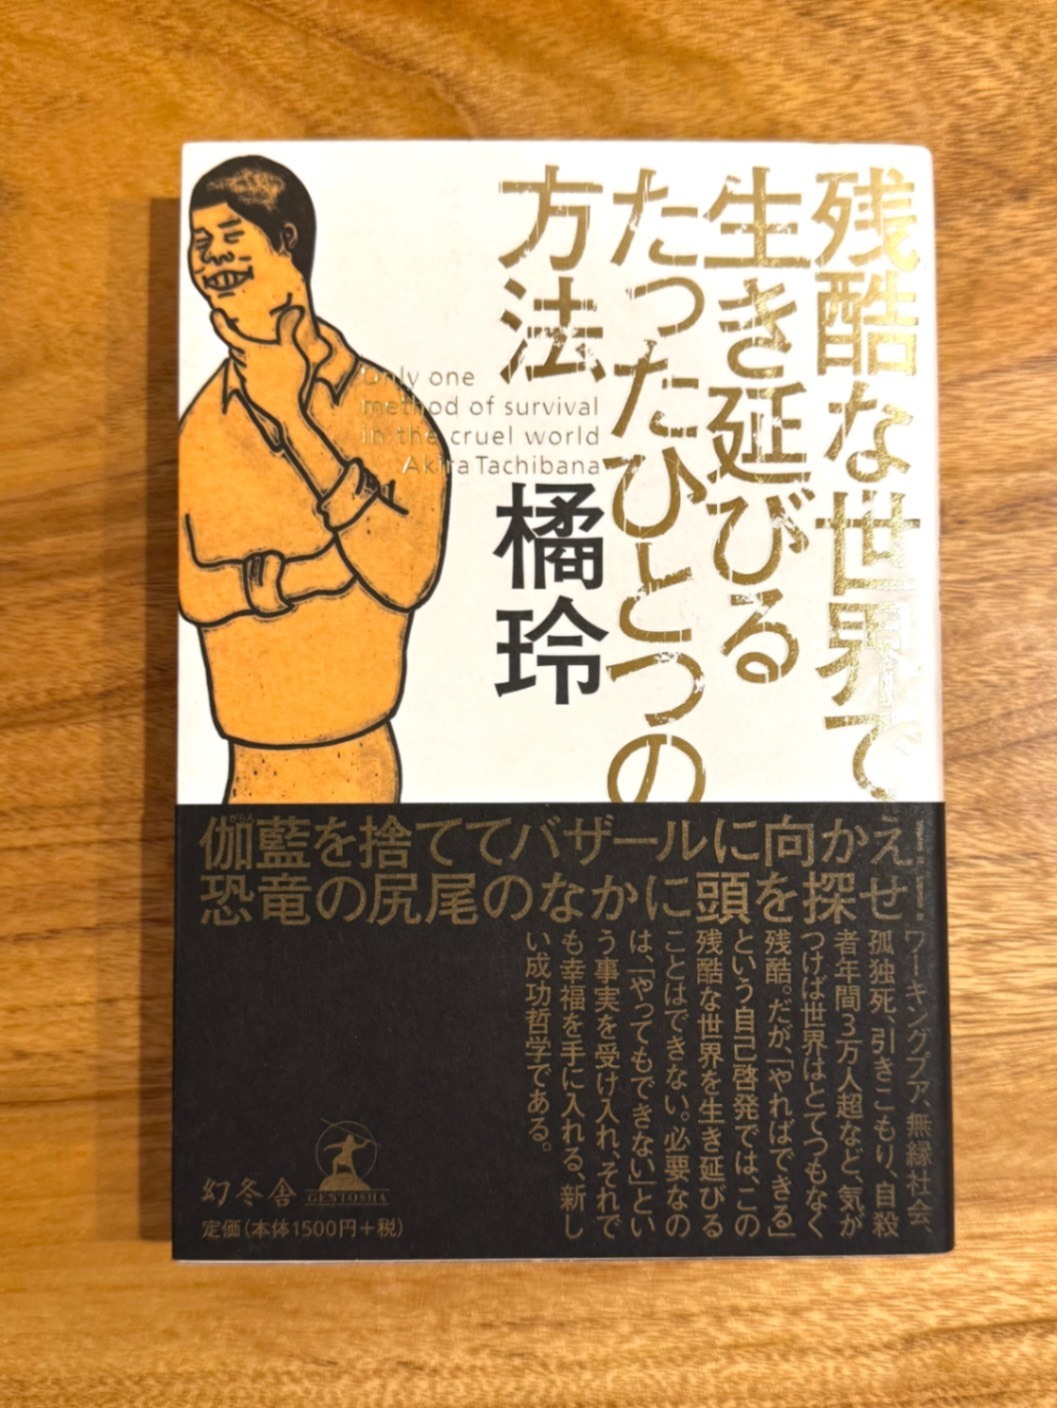 残酷な世界で
生き延びる
たったひとつの
方法
Only one
method of survival
in the cruel world
Akira Tachibana
橘玲
伽藍を捨ててバザールに向かえ!
恐竜の尻尾のなかに頭を探せ!
ワーキングプア、無縁社会、
孤独死、引きこもり、自殺
者年間3万人超など、気が
つけば世界はとてつもなく
残酷。だが、「やればできる」
という自己啓発では、この
残酷な世界を生き延びる
ことはできない。必要なの
は、「やってもできない」とい
う事実を受け入れ、それで
も幸福を手に入れる、新し
い成功哲学である。
幻冬舎
GENTOSHA
定価(本体1500円+税)